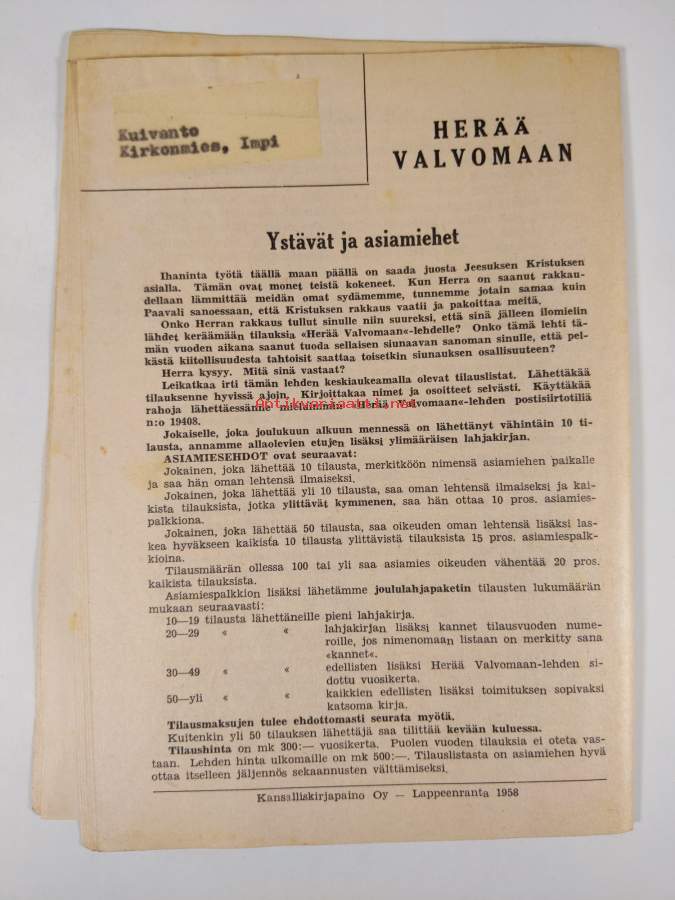 Kuivanto
Kirkonmies, Impi
HERÄÄ
VALVOMAAN
Ystävät ja asiamiehet
Ihaninta työtä täällä maan päällä on saada juosta Jeesuksen Kristuksen
asialla. Tämän ovat monet teistä kokeneet. Kun Herra on saanut rakkau-
dellaan lämmittää meidän omat sydämemme, tunnemme jotain samaa kuin
Paavali sanoessaan, että Kristuksen rakkaus vaatii ja pakoittaa meitä.
Onko Herran rakkaus tullut sinulle niin suureksi, että sinä jälleen ilomielin
lähdet keräämään tilauksia «Herää Valvomaan«-lehdelle? Onko tämä lehti tä-
män vuoden aikana saanut tuoda sellaisen siunaavan sanoman sinulle, että pel-
kästä kiitollisuudesta tahtoisit saattaa toisetkin siunauksen osallisuuteen?
Herra kysyy. Mitä sinä vastaat?
Leikatkaa irti tämän lehden keskiaukeamalla olevat tilauslistat. Lähettäkää
tilauksenne hyvissä ajoin. Kirjoittakaa nimet ja osoitteet selvästi. Käyttäkää
rahoja lähettäessänne mieluimmin «Herää Valvomaan«-lehden postisiirtotiliä
n:o 19408.
Antikvariaatti.net
Jokaiselle, joka joulukuun alkuun mennessä on lähettänyt vähintäin 10 ti-
lausta, annamme allaolevien etujen lisäksi ylimääräisen lahjakirjan.
ASIAMIESEHDOT ovat seuraavat:
Jokainen, joka lähettää 10 tilausta, merkitköön nimensä asiamiehen paikalle
ja saa hän oman lehtensä ilmaiseksi.
Jokainen, joka lähettää yli 10 tilausta, saa oman lehtensä ilmaiseksi ja kai-
kista tilauksista, jotka ylittävät kymmenen, saa hän ottaa 10 pros. asiamies-
palkkiona.
Jokainen, joka lähettää 50 tilausta, saa oikeuden oman lehtensä lisäksi las-
kea hyväkseen kaikista 10 tilausta ylittävistä tilauksista 15 pros. asiamiespalk-
kioina.
Tilausmäärän ollessa 100 tai yli saa asiamies oikeuden vähentää 20 pros.
kaikista tilauksista.
Asiamiespalkkion lisäksi lähetämme joululahjapaketin tilausten lukumäärän
mukaan seuraavasti:
10—19 tilausta lähettäneille pieni lahjakirja.
20—29 « « lahjakirjan lisäksi kannet tilausvuoden nume-
roille, jos nimenomaan listaan on merkitty sana
«kannet«.
30—49 « « edellisten lisäksi Herää Valvomaan-lehden si-
dottu vuosikerta.
50—yli « « kaikkien edellisten lisäksi toimituksen sopivaksi
katsoma kirja.
Tilausmaksujen tulee ehdottomasti seurata myötä.
Kuitenkin yli 50 tilauksen lähettäjä saa tilittää kevään kuluessa.
Tilaushinta on mk 300:— vuosikerta. Puolen vuoden tilauksia ei oteta vas-
taan. Lehden hinta ulkomaille on mk 500:—. Tilauslistasta on asiamiehen hyvä
ottaa itselleen jäljennös sekaannusten välttämiseksi.
Kansalliskirjapaino Oy — Lappeenranta 1958